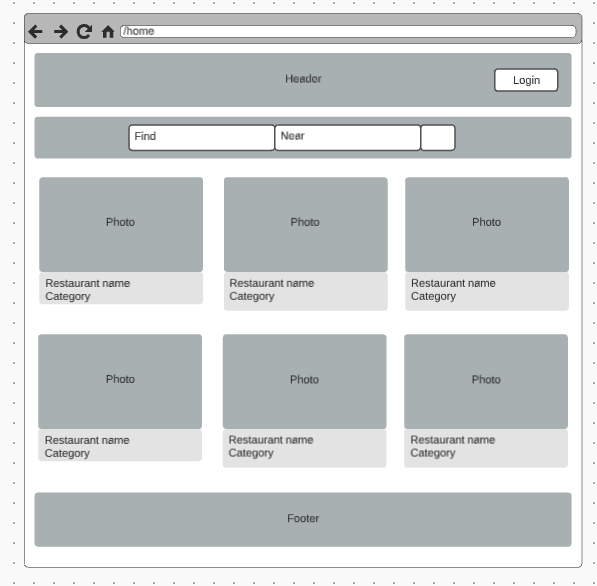 /home
Header
Login
Find
Near
Photo
Photo
Photo
Restaurant name
Category
Restaurant name
Category
Restaurant name
Category
Photo
Photo
Photo
Restaurant name
Category
Restaurant name
Category
Restaurant name
Category
Footer